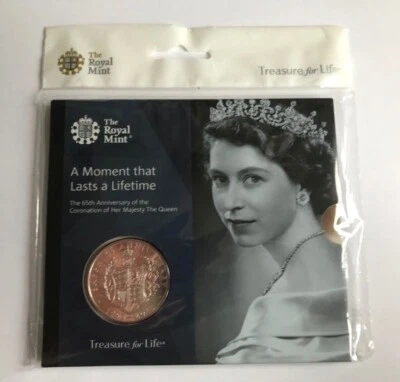 The
Royal
Mint
Treasure for Life®
The
Royal
Mint®
A Moment that
Lasts a Lifetime
The 65th Anniversary of the
Coronation of Her Majesty The Queen
Treasure for Life®